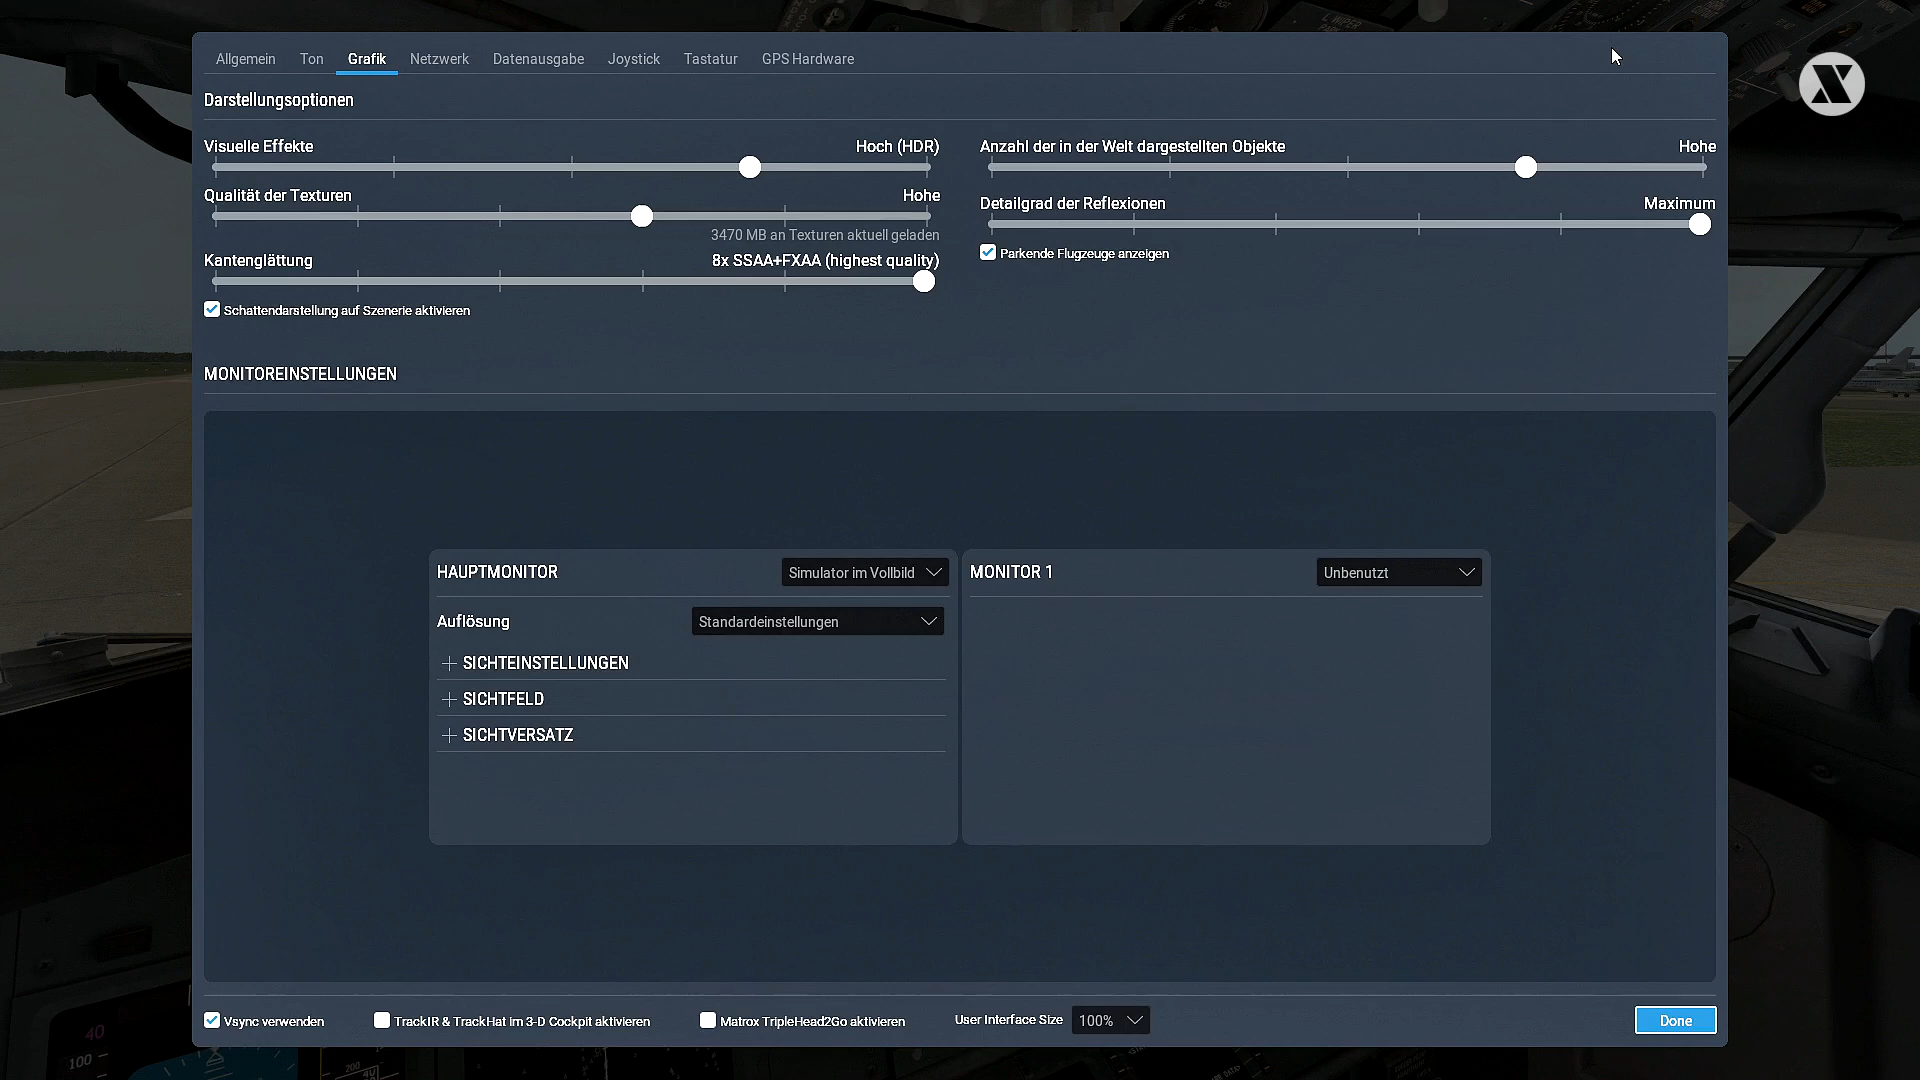 Allgemein Ton Grafik Netzwerk Datenausgabe Joystick Tastatur GPS Hardware
Darstellungsoptionen
Visuelle Effekte Hoch (HDR)
Qualität der Texturen Hohe
3470 MB an Texturen aktuell geladen
Kantenglättung 8x SSAA+FXAA (highest quality)
Schattendarstellung auf Szenerie aktivieren
Anzahl der in der Welt dargestellten Objekte Hohe
Detailgrad der Reflexionen Maximum
Parkende Flugzeuge anzeigen
MONITOREINSTELLUNGEN
HAUPTMONITOR Simulator im Vollbild
Auflösung Standardeinstellungen
SICHTEINSTELLUNGEN
SICHTFELD
SICHTVERSATZ
MONITOR 1 Unbenutzt
Vsync verwenden TrackIR & TrackHat im 3-D Cockpit aktivieren Matrox TripleHead2Go aktivieren User Interface Size 100% Done
40
100
200